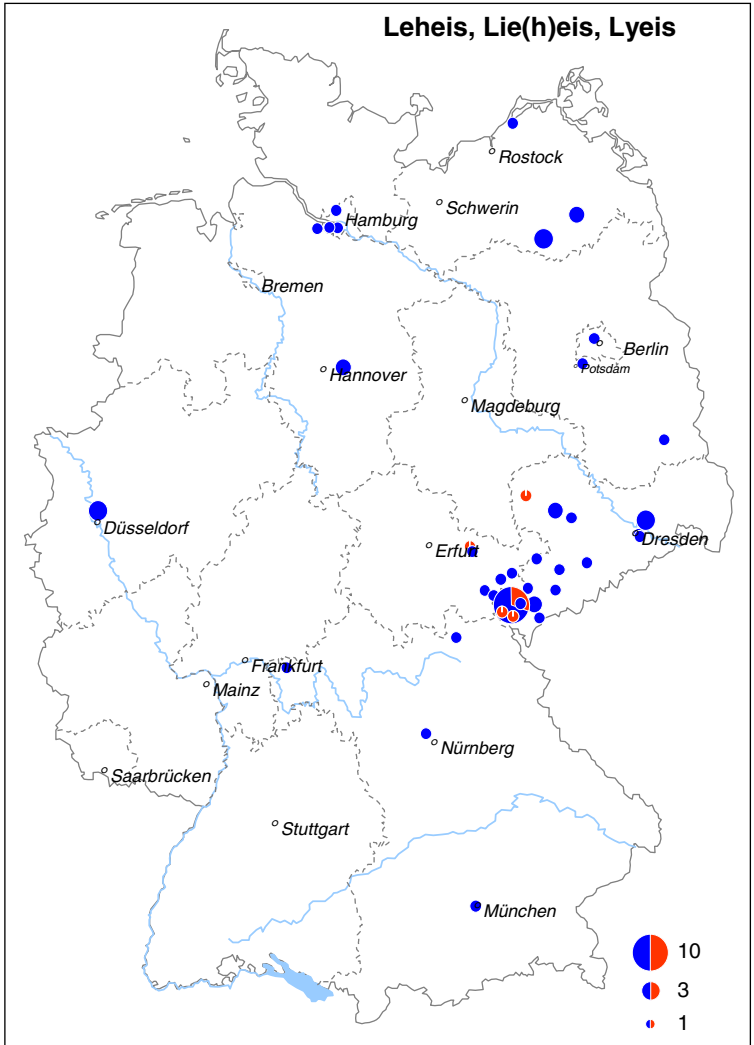 Leheis, Lie(h)eis, Lyeis
Rostock
Schwerin
Hamburg
Bremen
Berlin
Potsdam
Hannover
Magdeburg
Düsseldorf
Dresden
Erfurt
Frankfurt
Mainz
Nürnberg
Saarbrücken
Stuttgart
München
10
3
1